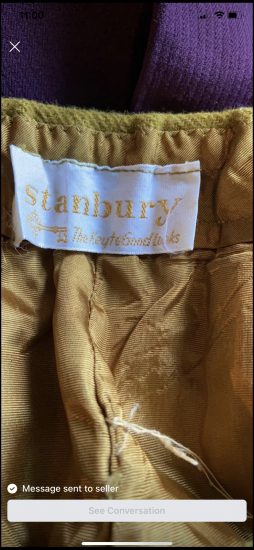 11:00
stanbury
The Key to Good Looks
Message sent to seller
See Conversation